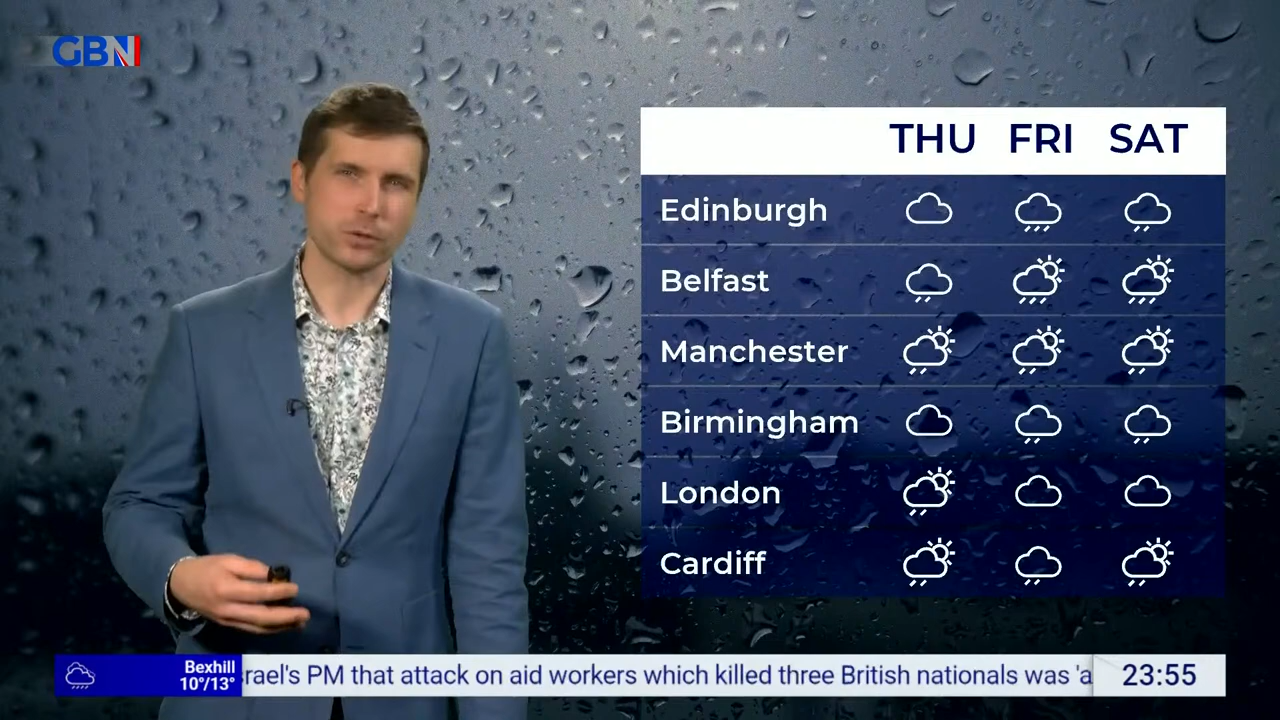 GBN
THU FRI SAT
Edinburgh
Belfast
Manchester
Birmingham
London
Cardiff
Bexhill
10°/13°
PM that attack on aid workers which killed three British nationals was 'a
23:55